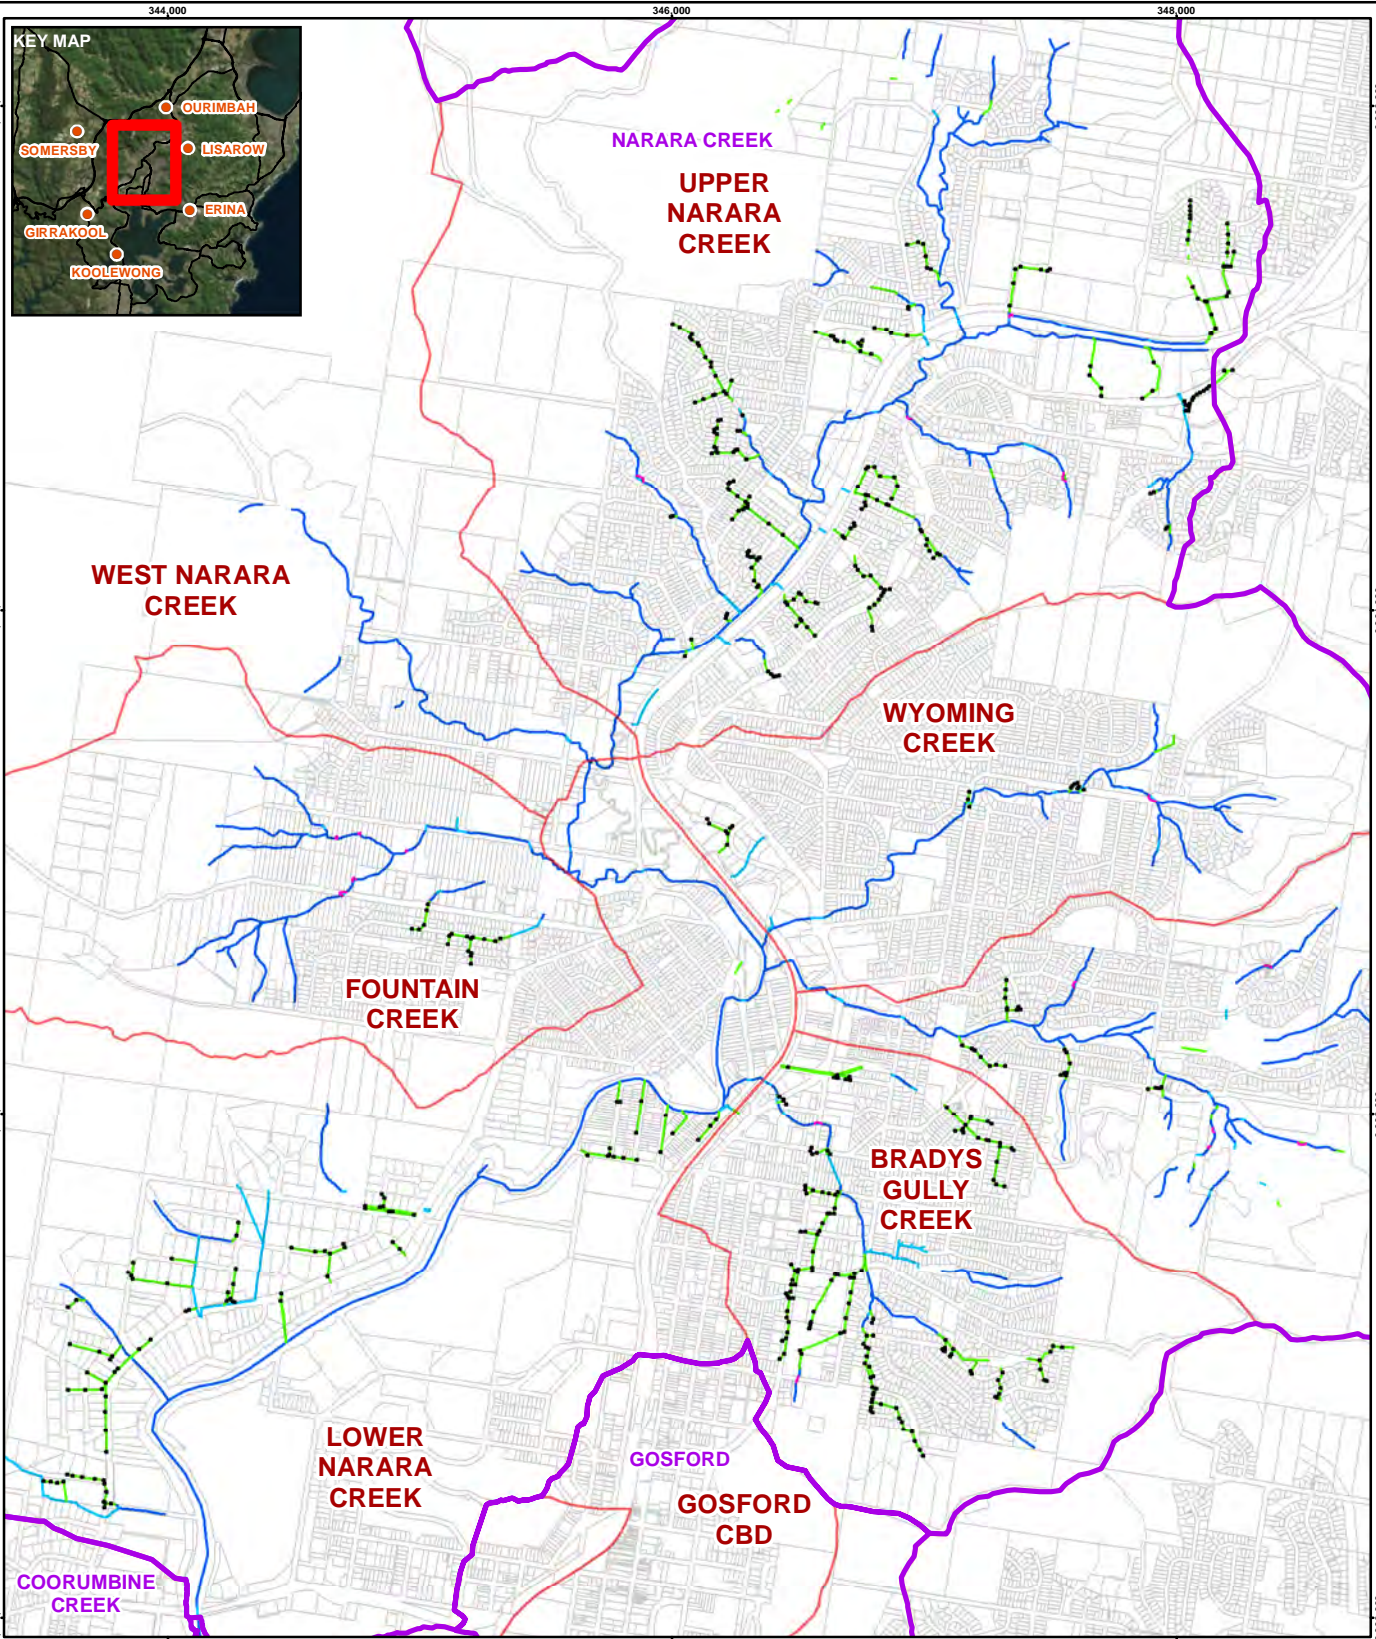 344,000
346,000
348,000
KEY MAP
OURIMBAH
SOMERSBY
LISAROW
ERINA
GIRRAKOOL
KOOLEWONG
NARARA CREEK
UPPER
NARARA
CREEK
WEST NARARA
CREEK
WYOMING
CREEK
FOUNTAIN
CREEK
BRADYS
GULLY
CREEK
LOWER
NARARA
CREEK
GOSFORD
GOSFORD
CBD
COORUMBINE
CREEK